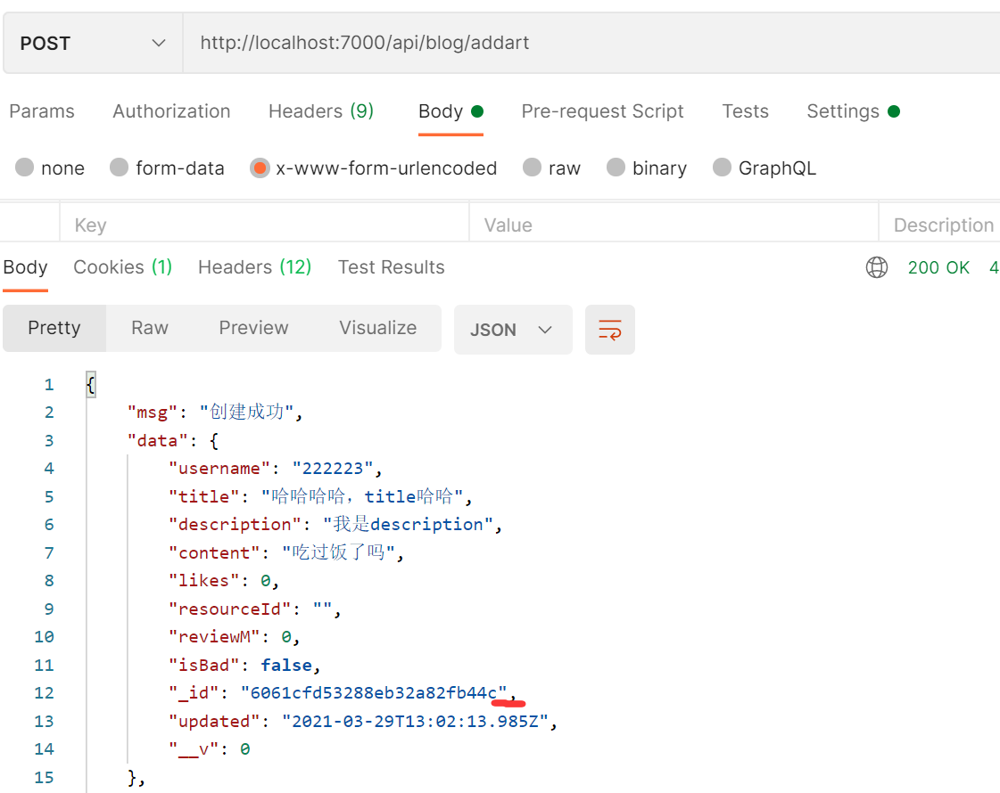 POST http://localhost:7000/api/blog/addart
Params Authorization Headers (9) Body Pre-request Script Tests Settings
none form-data x-www-form-urlencoded raw binary GraphQL
Key Value Description
Body Cookies (1) Headers (12) Test Results 200 OK 4
Pretty Raw Preview Visualize JSON
1 {
2 "msg": "创建成功",
3 "data": {
4 "username": "222223",
5 "title": "哈哈哈哈，title哈哈",
6 "description": "我是description",
7 "content": "吃过饭了吗",
8 "likes": 0,
9 "resourceId": "",
10 "reviewM": 0,
11 "isBad": false,
12 "_id": "6061cfd53288eb32a82fb44c",
13 "updated": "2021-03-29T13:02:13.985Z",
14 "__v": 0
15 },